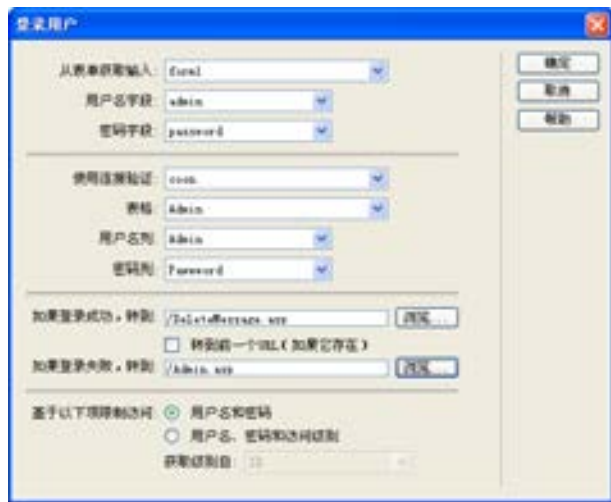 登录用户
从表单获取输入: form1
确定
用户名字段: admin
取消
密码字段: password
帮助
使用连接验证: conn
表格: Admin
用户名列: Admin
密码列: Password
如果登录成功，转到: /DeleteMessage.asp 浏览...
转到前一个URL(如果它存在)
如果登录失败，转到: /Admin.asp 浏览...
基于以下项限制访问: 用户名和密码
用户名、密码和访问级别
获取级别自: ID